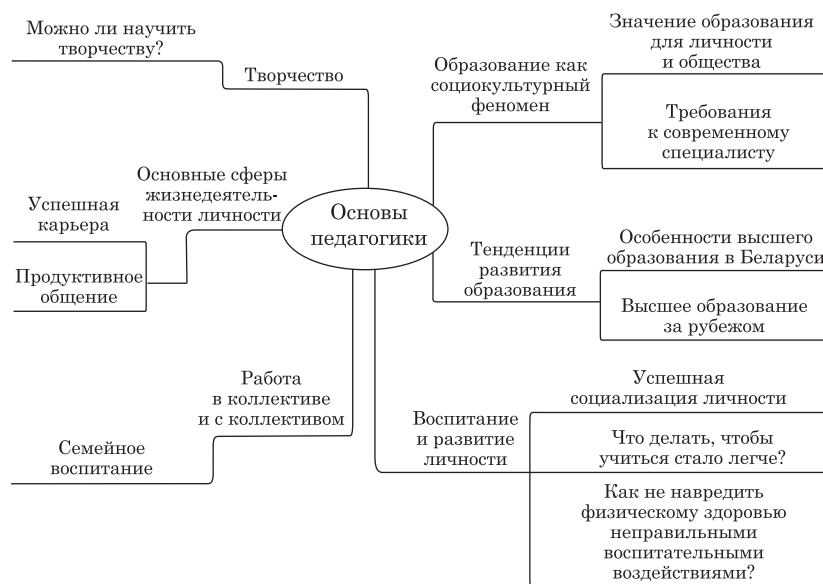 Можно ли научить
творчеству?
Творчество
Основные сферы
жизнедеятель-
ности личности
Успешная
карьера
Продуктивное
общение
Работа
в коллективе
и с коллективом
Семейное
воспитание
Основы
педагогики
Образование как
социокультурный
феномен
Значение образования
для личности
и общества
Требования
к современному
специалисту
Тенденции
развития
образования
Особенности высшего
образования в Беларуси
Высшее образование
за рубежом
Воспитание
и развитие
личности
Успешная
социализация личности
Что делать, чтобы
учиться стало легче?
Как не навредить
физическому здоровью
неправильными
воспитательными
воздействиями?